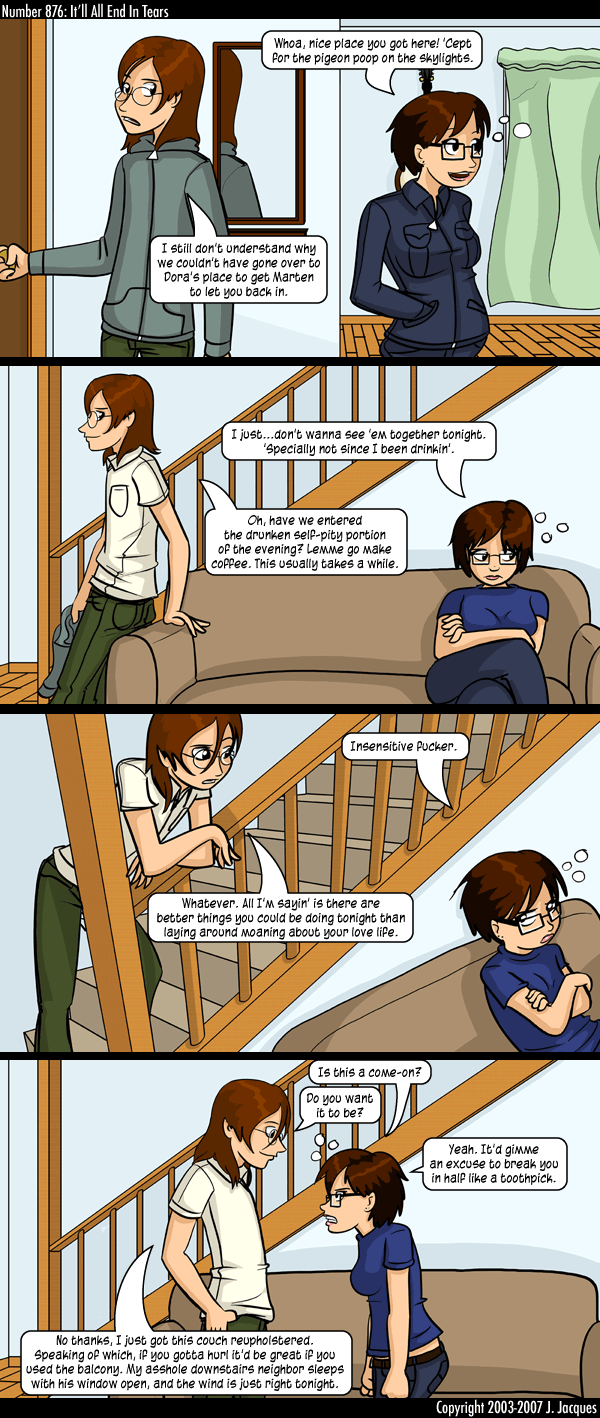 Number 876: It'll All End In Tears
Whoa, nice place you got here! 'Cept
for the pigeon poop on the skylights.
I still don't understand why
we couldn't have gone over to
Dora's place to get Marten
to let you back in.
I just...don't wanna see 'em together tonight.
'Specially not since I been drinkin'.
Oh, have we entered
the drunken self-pity portion
of the evening? Lemme go make
coffee. This usually takes a while.
Insensitive fucker.
Whatever. All I'm sayin' is there are
better things you could be doing tonight than
laying around moaning about your love life.
Is this a come-on?
Do you want
it to be?
Yeah. It'd gimme
an excuse to break you
in half like a toothpick.
No thanks, I just got this couch reupholstered.
Speaking of which, if you gotta hurl it'd be great if you
used the balcony. My asshole downstairs neighbor sleeps
with his window open, and the wind is just right tonight.
Copyright 2003-2007 J. Jacques